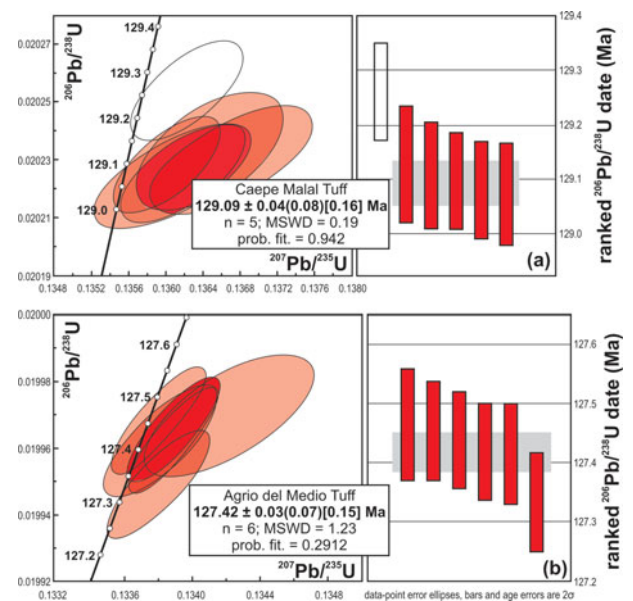 0.02027
0.02025
0.02023
0.02021
0.02019
²⁰⁶Pb/²³⁸U
129.4
129.3
129.2
129.1
129.0
Caepe Malal Tuff
129.09 ± 0.04(0.08)[0.16] Ma
n = 5; MSWD = 0.19
prob. fit. = 0.942
²⁰⁷Pb/²³⁵U
0.1348 0.1352 0.1356 0.1360 0.1364 0.1368 0.1372 0.1376 0.1380
129.4
129.3
129.2
129.1
129.0
ranked ²⁰⁶Pb/²³⁸U date (Ma)
(a)
0.02000
0.01998
0.01996
0.01994
0.01992
²⁰⁶Pb/²³⁸U
127.6
127.5
127.4
127.3
127.2
Agrio del Medio Tuff
127.42 ± 0.03(0.07)[0.15] Ma
n = 6; MSWD = 1.23
prob. fit. = 0.2912
²⁰⁷Pb/²³⁵U
0.1332 0.1336 0.1340 0.1344 0.1348
127.6
127.5
127.4
127.3
127.2
ranked ²⁰⁶Pb/²³⁸U date (Ma)
(b)
data-point error ellipses, bars and age errors are 2σ